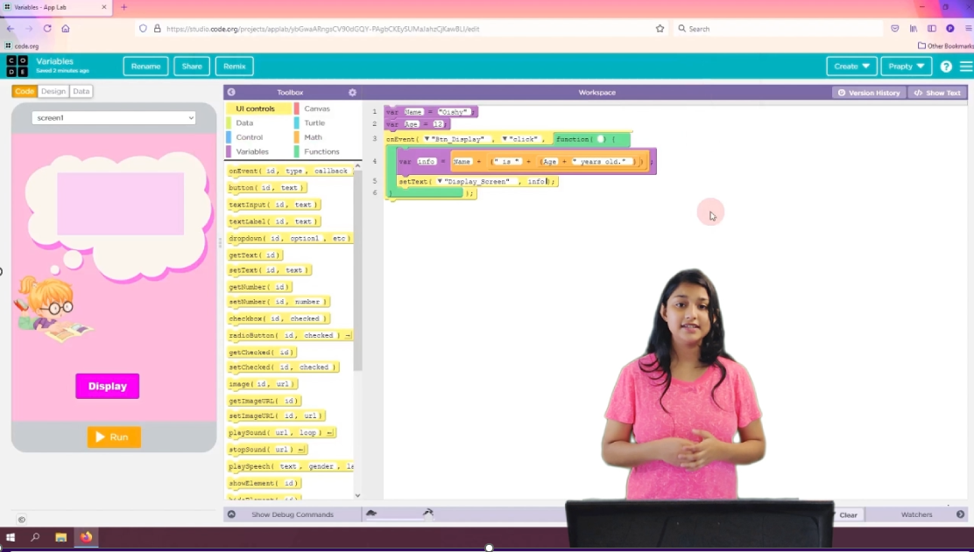 Variables - App Lab
https://studio.code.org/projects/applab/
Search
code.org
Other Bookmarks
CO
DE
Variables
Saved 2 minutes ago
Rename
Share
Remix
Create
Prapty
Code
Design
Data
Toolbox
Workspace
Version History
Show Text
screen1
UI controls
Canvas
Data
Turtle
Control
Math
Variables
Functions
onEvent( id, type, callback
button( id, text)
textInput( id, text)
textLabel( id, text)
dropdown( id, option1, etc)
getText( id)
setText( id, text)
getNumber( id)
setNumber( id, number)
checkbox( id, checked)
radioButton( id, checked)
getChecked( id)
setChecked( id, checked)
image( id, url)
getImageURL( id)
setImageURL( id, url)
playSound( url, loop)
stopSound( url)
playSpeech( text, gender, la
showElement( id)
1 var Name =
2 var Age = 12;
3 onEvent( "Btn_Display", "click", function( ) {
4 var info = Name + (" is " + (Age + " years old." ) ) ;
5 setText( "Display_Screen" , info);
6 } );
Display
Run
Show Debug Commands
Clear
Watchers